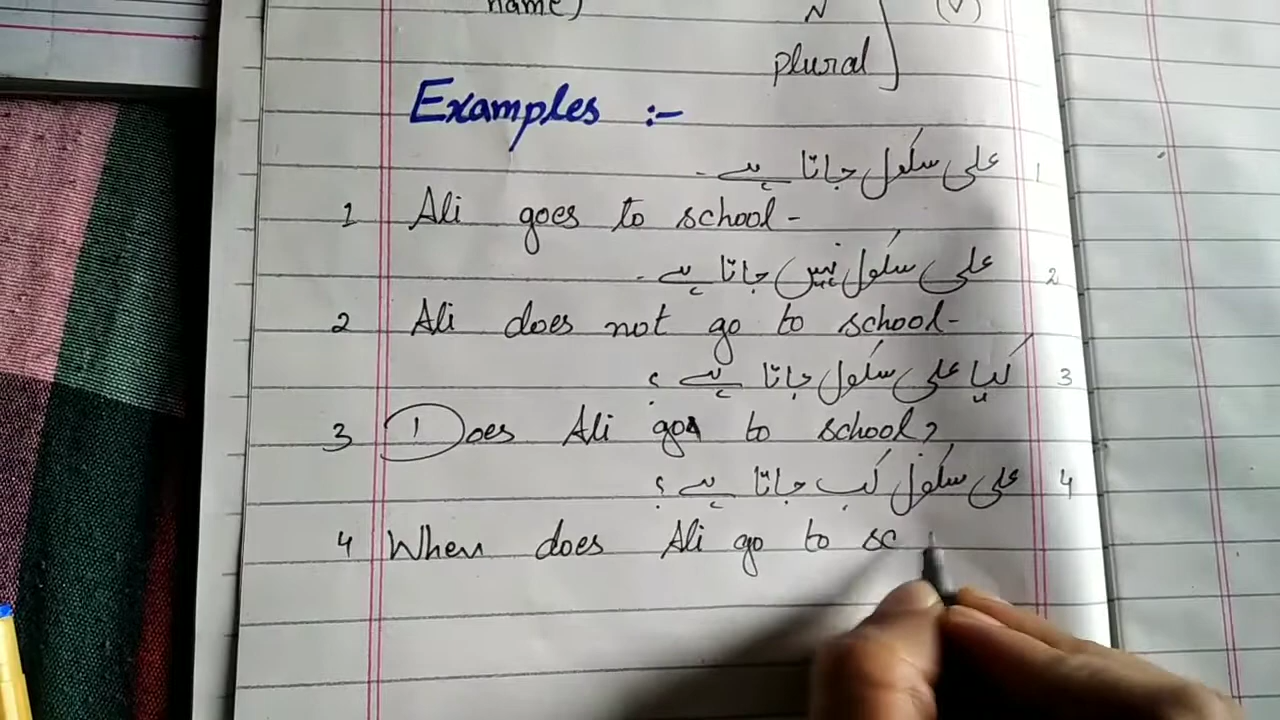 name)
N (V)
plural
Examples :-
1 علی سکول جاتا ہے -
1 Ali goes to school -
2 علی سکول نہیں جاتا ہے -
2 Ali does not go to school -
3 کیا علی سکول جاتا ہے ؟
3 Does Ali go to school?
4 علی سکول کب جاتا ہے ؟
4 When does Ali go to sc